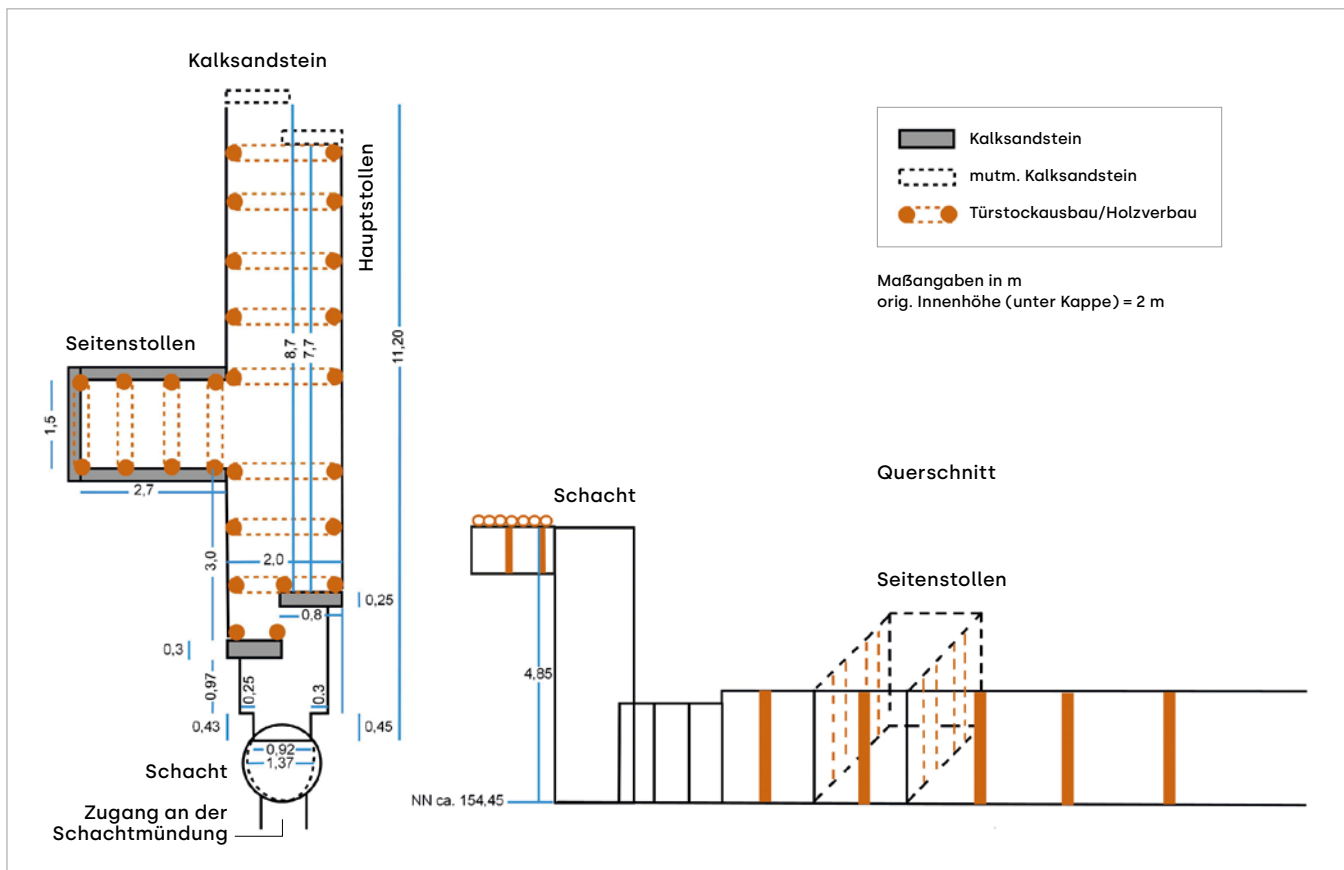 Kalksandstein
Hauptstollen
8,7
7,7
11,20
Seitenstollen
1,5
2,7
3,0
2,0
0,25
0,8
0,3
0,97
0,25
0,3
0,43
0,45
0,92
1,37
Schacht
Zugang an der
Schachtmündung
Kalksandstein
mutm. Kalksandstein
Türstockausbau/Holzverbau
Maßangaben in m
orig. Innenhöhe (unter Kappe) = 2 m
Querschnitt
Schacht
Seitenstollen
4,85
NN ca. 154,45